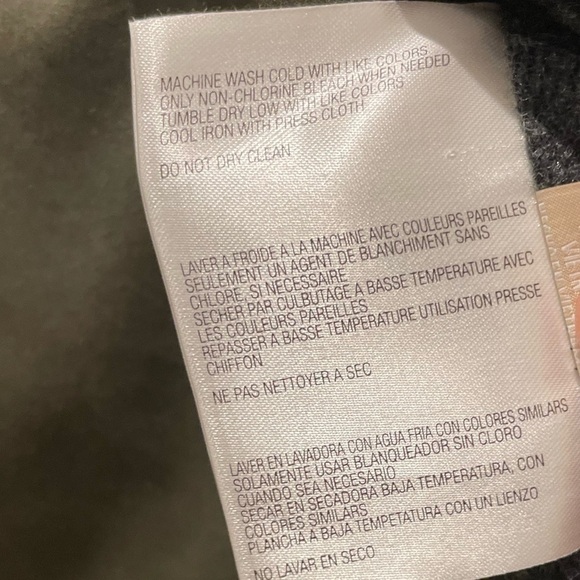 MACHINE WASH COLD WITH LIKE COLORS
ONLY NON-CHLORINE BLEACH WHEN NEEDED
TUMBLE DRY LOW WITH LIKE COLORS
COOL IRON WITH PRESS CLOTH
DO NOT DRY CLEAN
LAVER A FROIDE A LA MACHINE AVEC COULEURS PAREILLES
SEULEMENT UN AGENT DE BLANCHIMENT SANS
CHLORE, SI NECESSAIRE
SECHER PAR CULBUTAGE A BASSE TEMPERATURE AVEC
LES COULEURS PAREILLES
REPASSER A BASSE TEMPERATURE UTILISATION PRESSE
CHIFFON
NE PAS NETTOYER A SEC
LAVER EN LAVADORA CON AGUA FRIA CON COLORES SIMILARS
SOLAMENTE USAR BLANQUEADOR SIN CLORO
CUANDO SEA NECESARIO
SECAR EN SECADORA BAJA TEMPERATURA, CON
COLORES SIMILARS
PLANCHA A BAJA TEMPETATURA CON UN LIENZO
NO LAVAR EN SECO